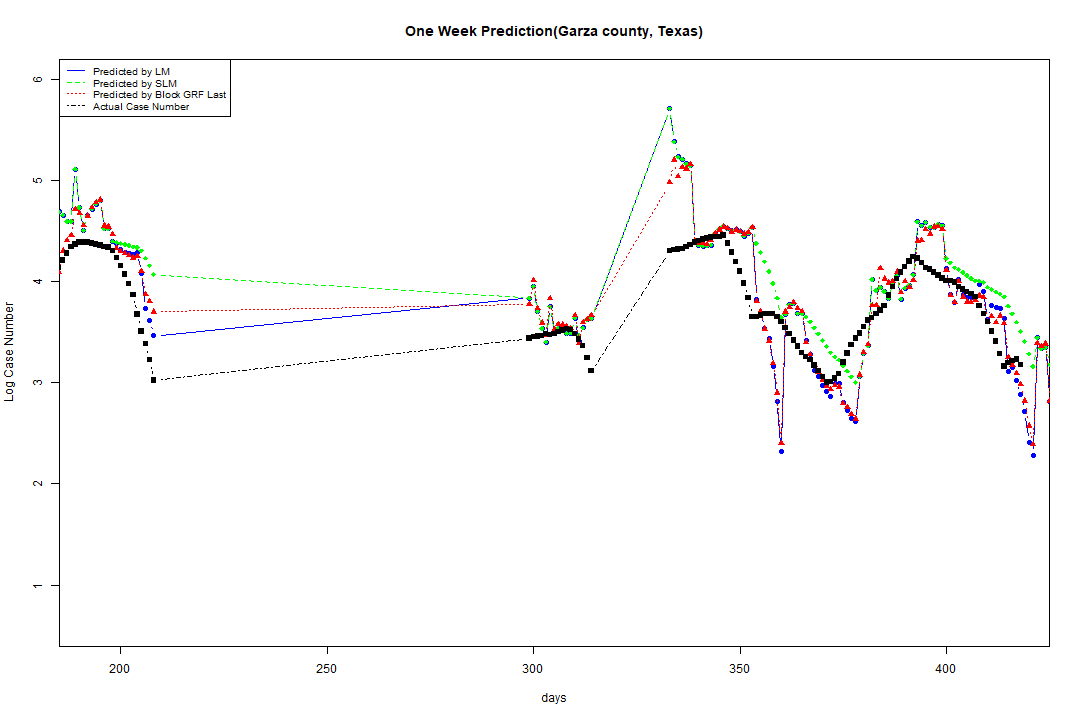 One Week Prediction(Garza county, Texas)
Predicted by LM
Predicted by SLM
Predicted by Block GRF Last
Actual Case Number
6
5
4
3
2
1
Log Case Number
200
250
300
350
400
days